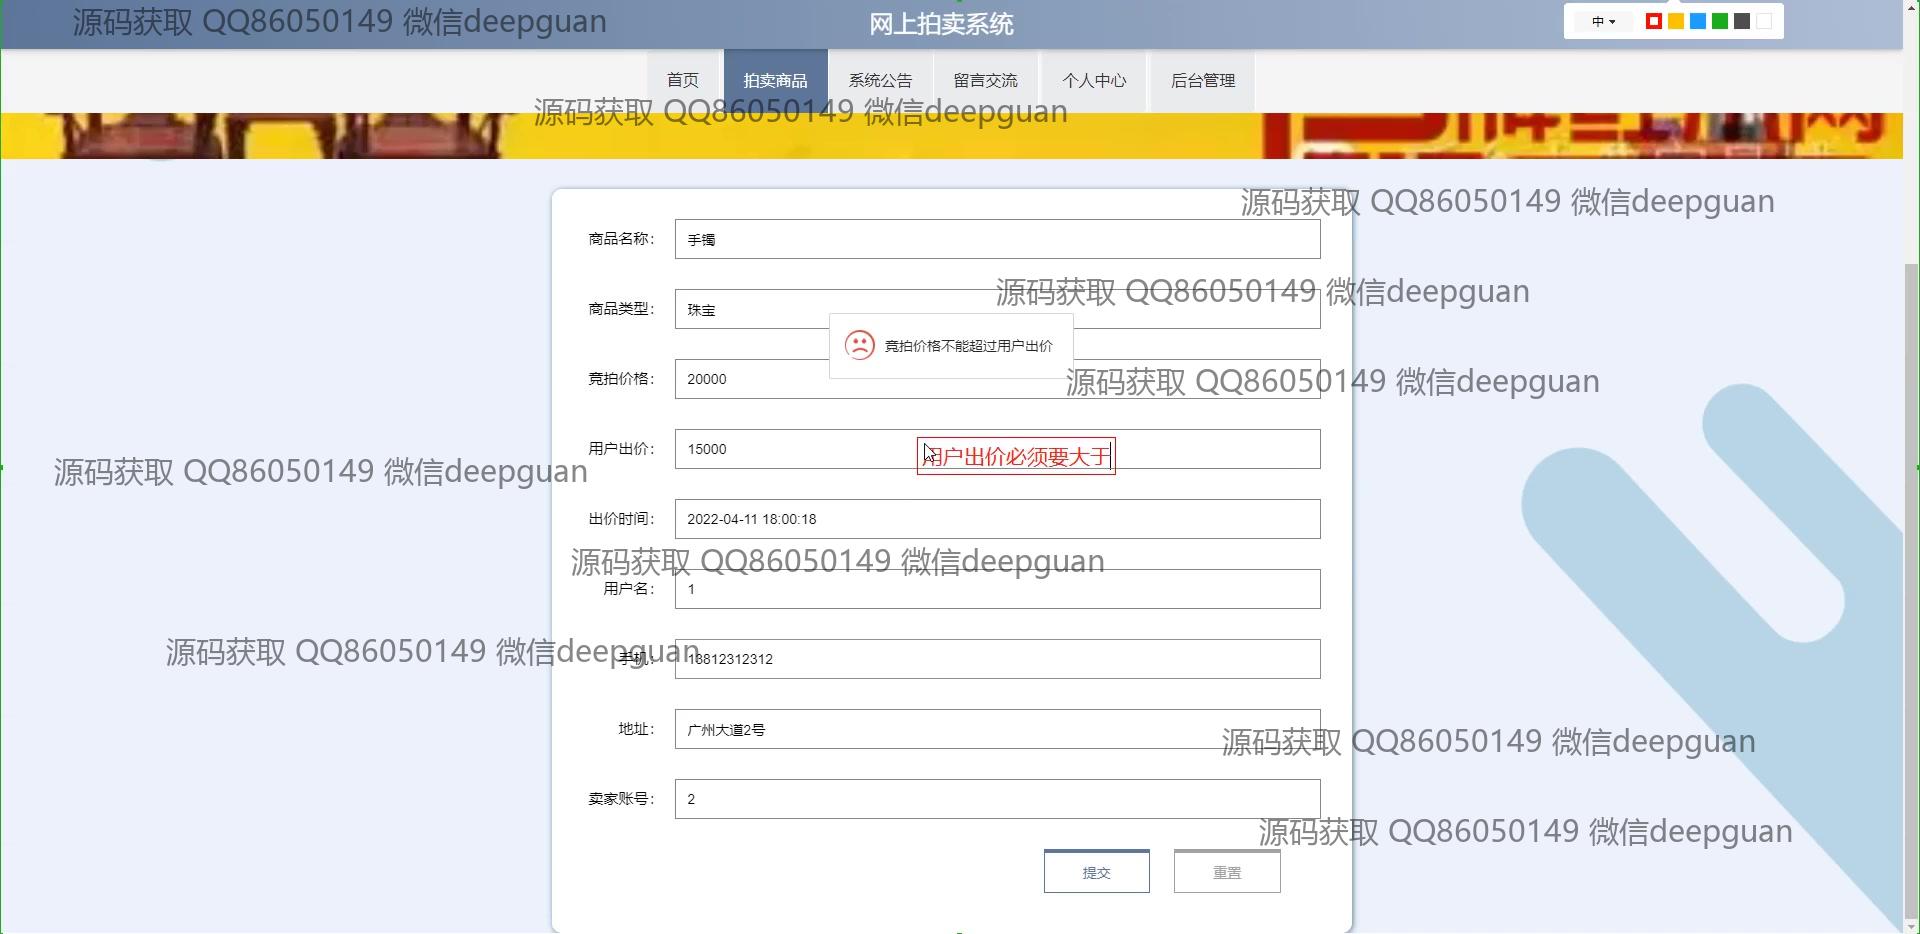 源码获取 QQ86050149 微信deepguan
网上拍卖系统
中
首页
拍卖商品
系统公告
留言交流
个人中心
后台管理
源码获取 QQ86050149 微信deepguan
源码获取 QQ86050149 微信deepguan
商品名称：
手镯
源码获取 QQ86050149 微信deepguan
商品类型：
珠宝
竞拍价格不能超过用户出价
竞拍价格：
20000
源码获取 QQ86050149 微信deepguan
用户出价：
15000
用户出价必须要大于
源码获取 QQ86050149 微信deepguan
出价时间：
2022-04-11 18:00:18
源码获取 QQ86050149 微信deepguan
用户名：
1
源码获取 QQ86050149 微信deepguan
手机：
13812312312
地址：
广州大道2号
源码获取 QQ86050149 微信deepguan
卖家账号：
2
源码获取 QQ86050149 微信deepguan
提交
重置